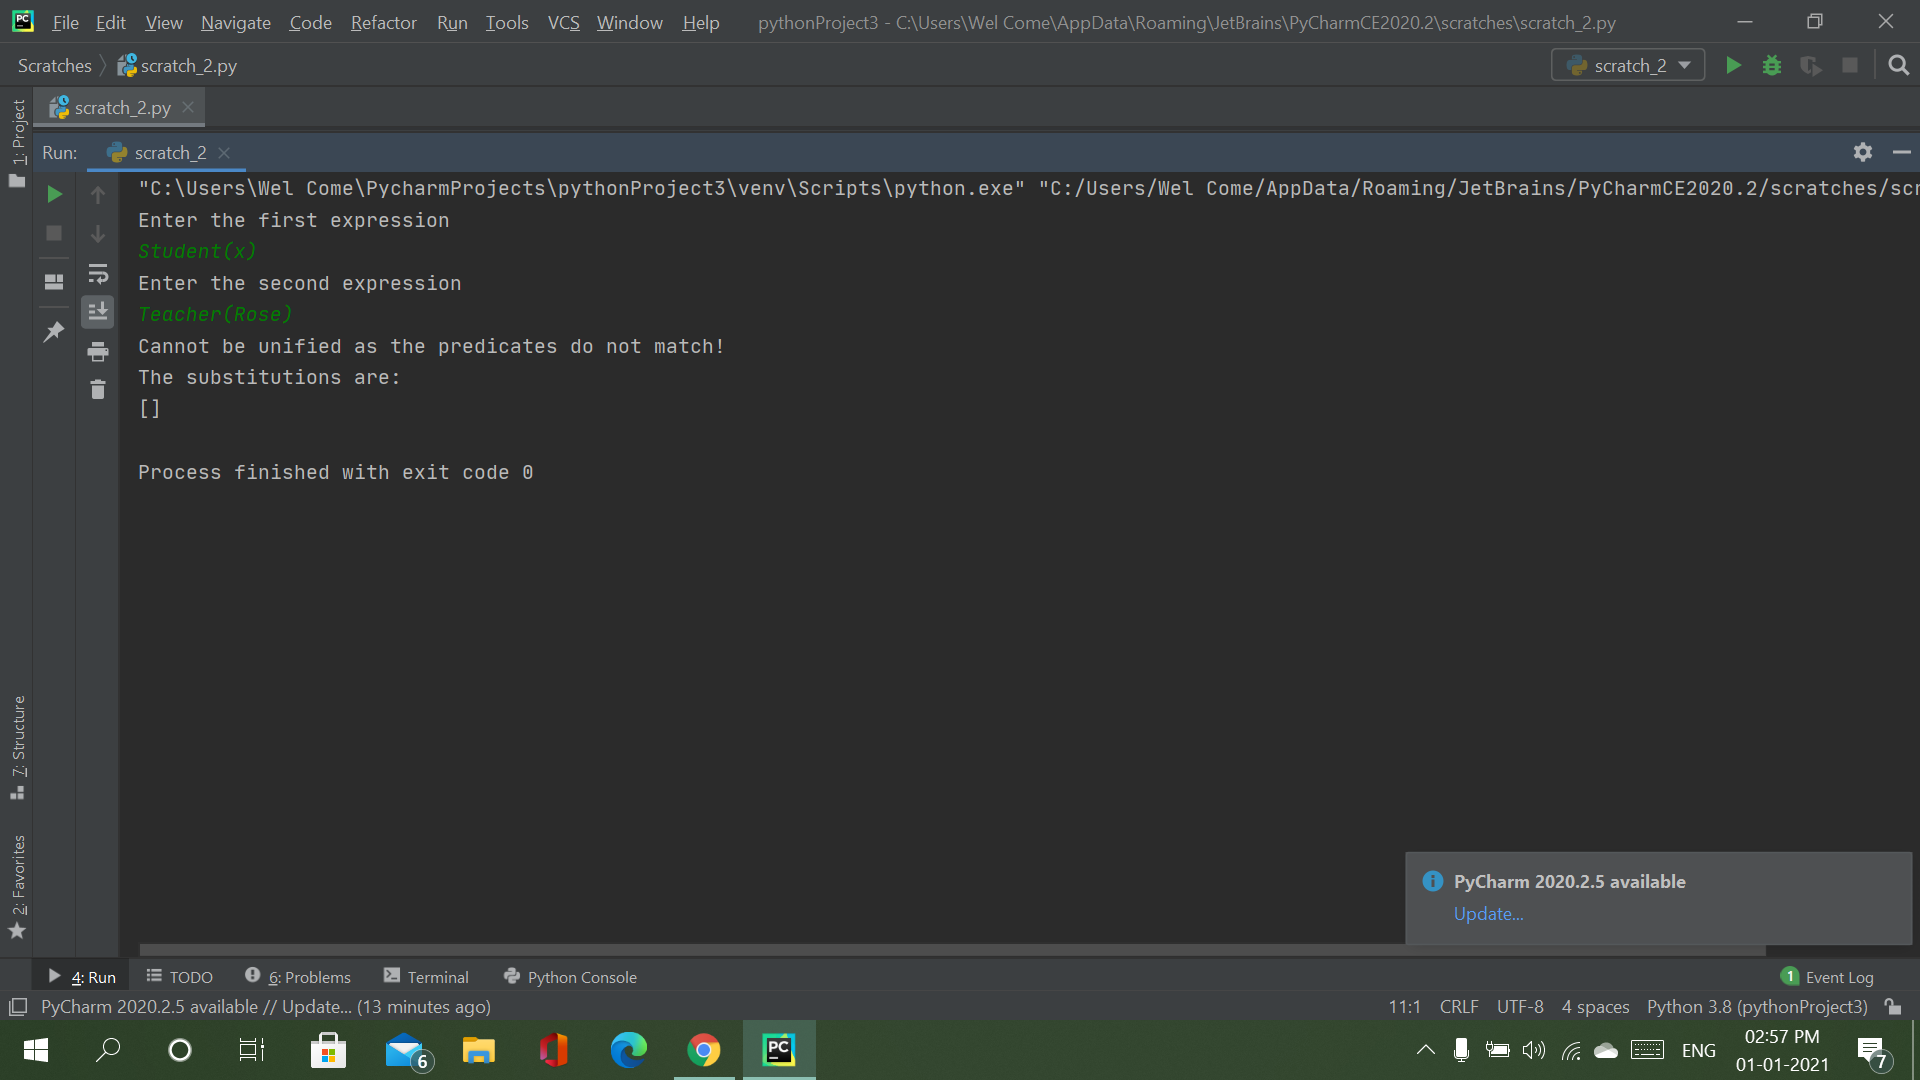 PC File Edit View Navigate Code Refactor Run Tools VCS Window Help pythonProject3 - C:\Users\Wel Come\AppData\Roaming\JetBrains\PyCharmCE2020.2\scratches\scratch_2.py
Scratches scratch_2.py scratch_2
scratch_2.py
1: Project
Run: scratch_2
"C:\Users\Wel Come\PycharmProjects\pythonProject3\venv\Scripts\python.exe" "C:/Users/Wel Come/AppData/Roaming/JetBrains/PyCharmCE2020.2/scratches/scr
Enter the first expression
Student(x)
Enter the second expression
Teacher(Rose)
Cannot be unified as the predicates do not match!
The substitutions are:
[]
Process finished with exit code 0
7: Structure
2: Favorites
PyCharm 2020.2.5 available
Update...
4: Run TODO 6: Problems Terminal Python Console 1 Event Log
PyCharm 2020.2.5 available // Update... (13 minutes ago) 11:1 CRLF UTF-8 4 spaces Python 3.8 (pythonProject3)
6 PC ENG 02:57 PM 7
01-01-2021